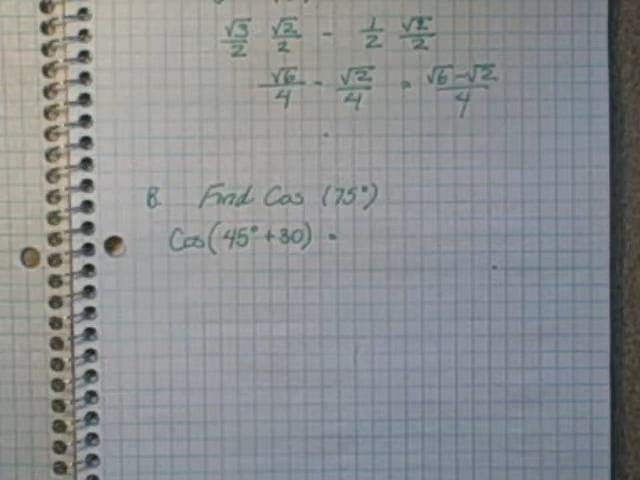 √3/2 √2/2 - 1/2 √2/2
√6/4 - √2/4 = √6-√2/4
B. Find Cos (75°)
Cos(45°+30) =